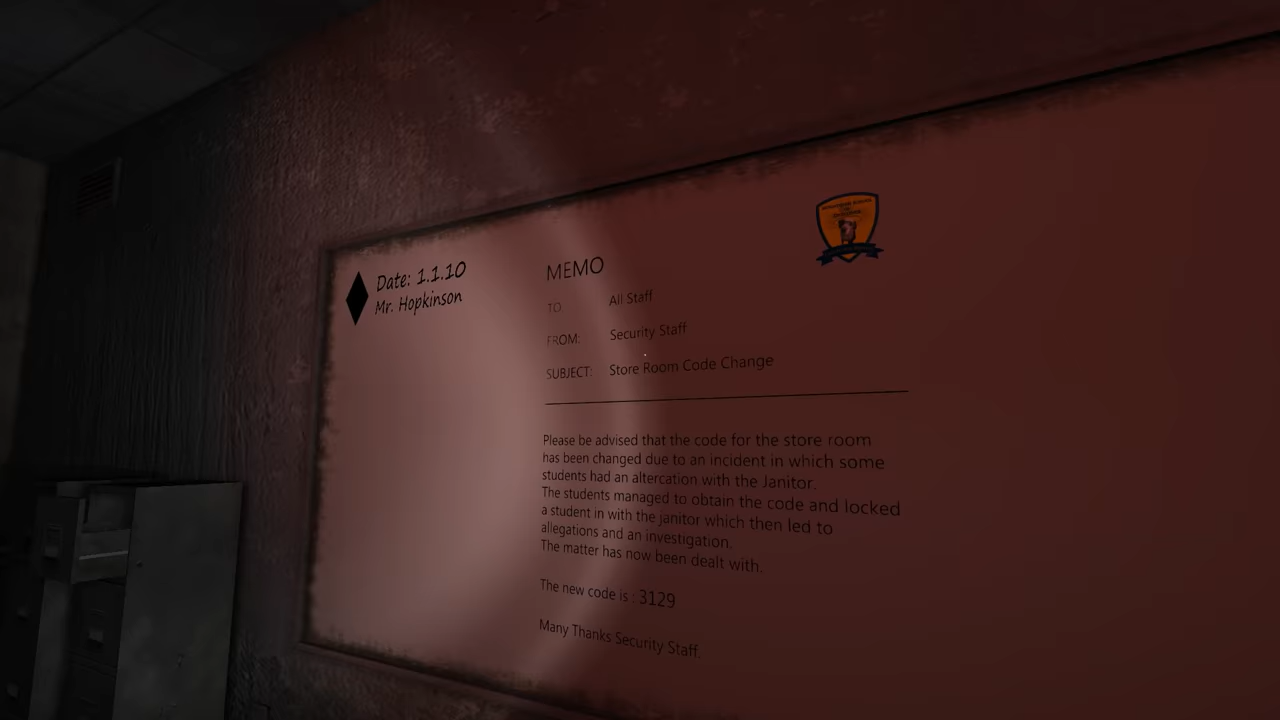 Date: 1.1.10
Mr. Hopkinson
MEMO
TO All Staff
FROM: Security Staff
SUBJECT: Store Room Code Change
Please be advised that the code for the store room
has been changed due to an incident in which some
students had an altercation with the Janitor.
The students managed to obtain the code and locked
a student in with the janitor which then led to
allegations and an investigation.
The matter has now been dealt with.
The new code is : 3129
Many Thanks Security Staff.